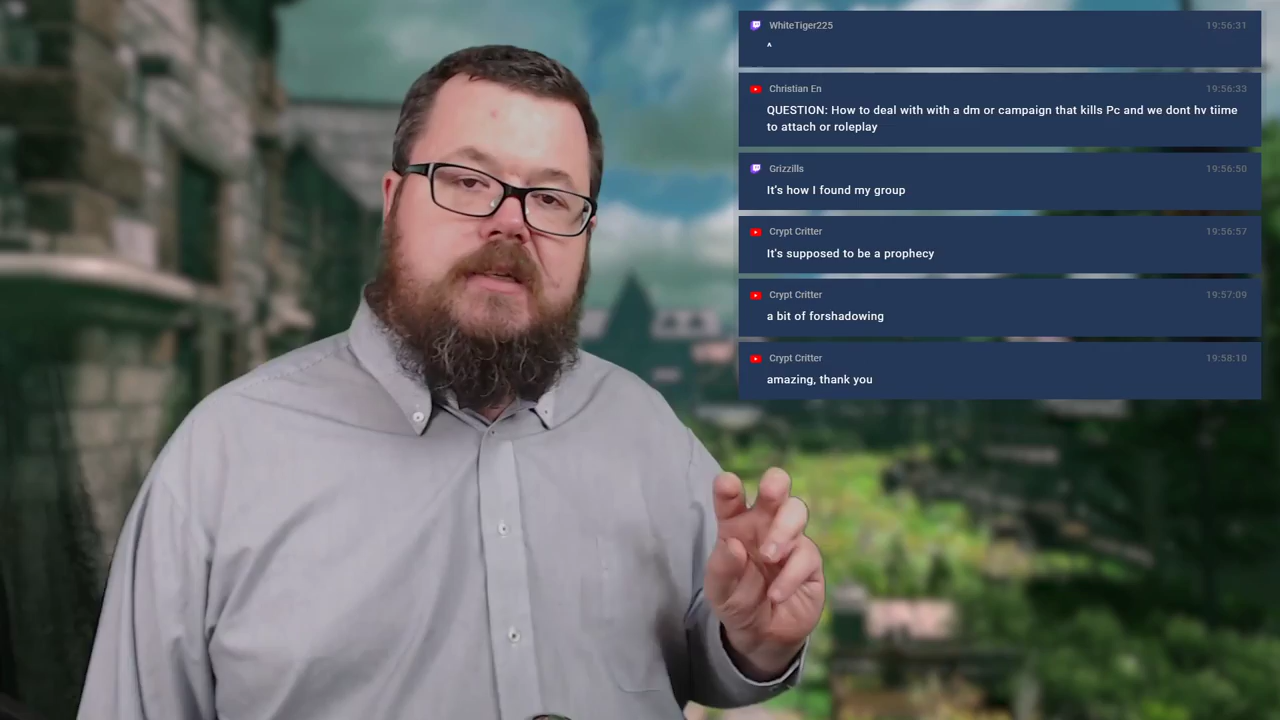 WhiteTiger225 19:56:31
^
Christian En 19:56:33
QUESTION: How to deal with with a dm or campaign that kills Pc and we dont hv tiime
to attach or roleplay
Grizzills 19:56:50
It's how I found my group
Crypt Critter 19:56:57
It's supposed to be a prophecy
Crypt Critter 19:57:09
a bit of forshadowing
Crypt Critter 19:58:10
amazing, thank you